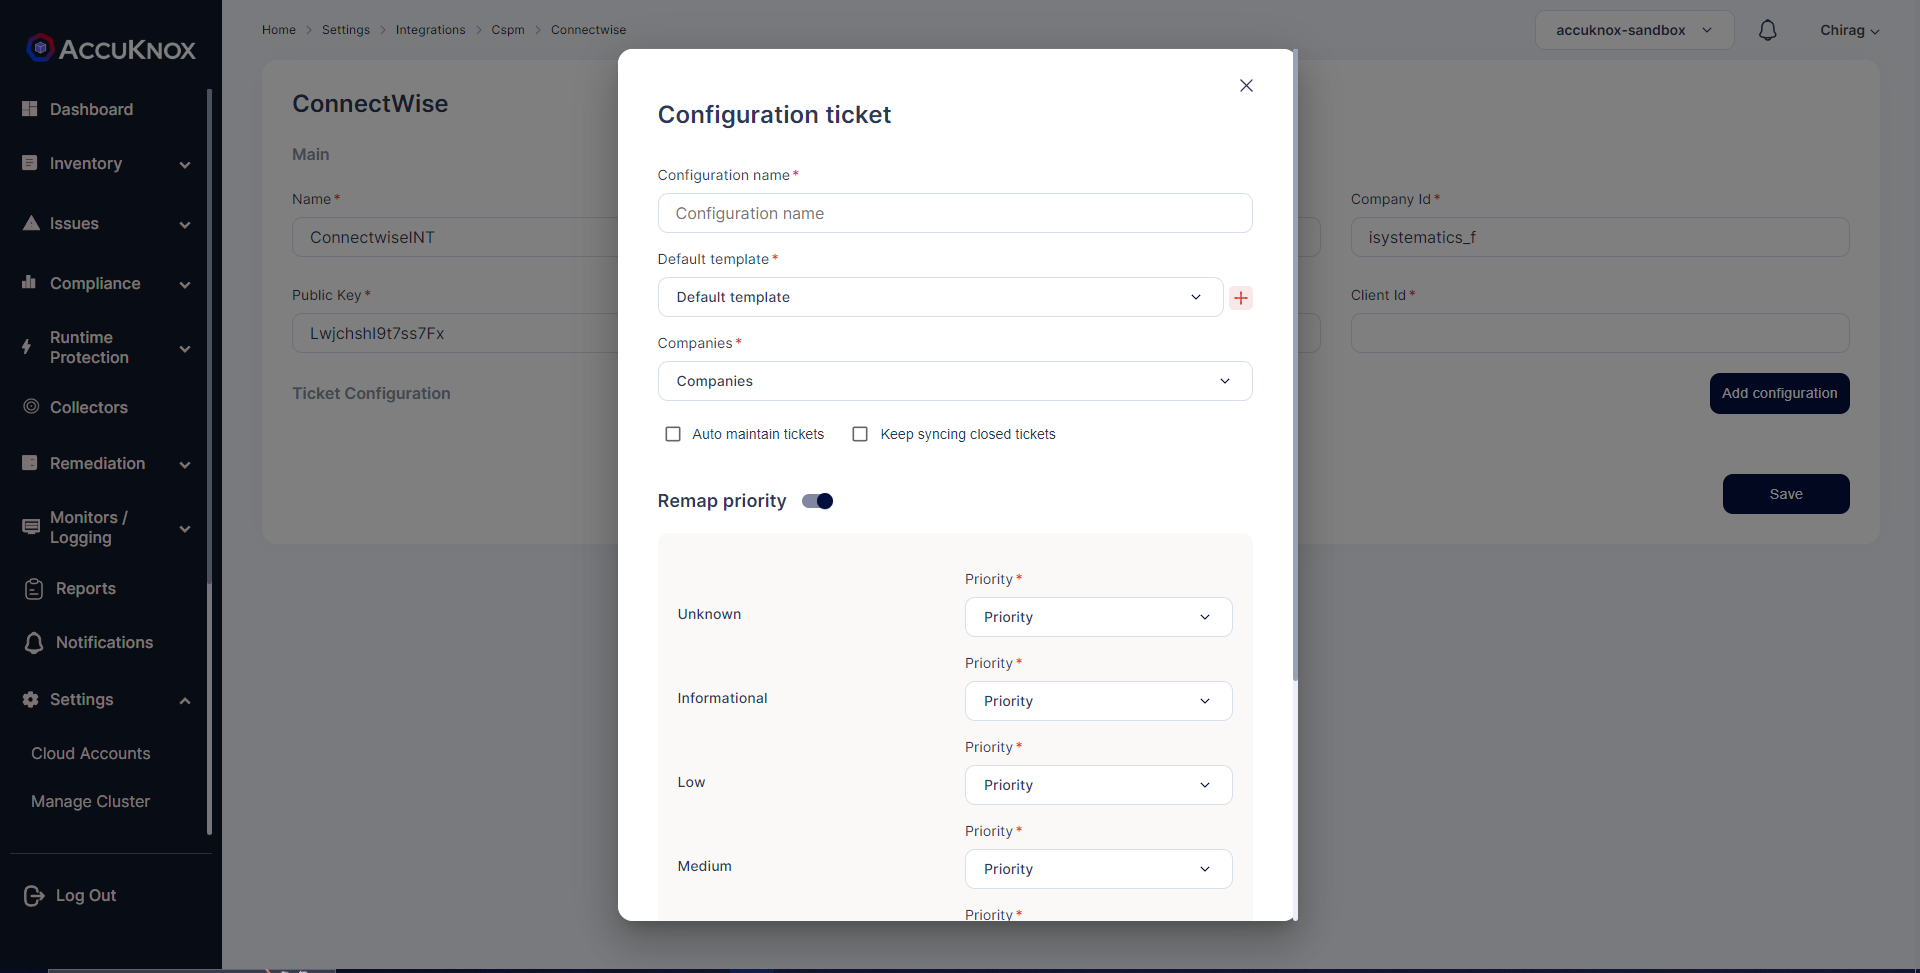 ACCUKNOX
Dashboard
Inventory
Issues
Compliance
Runtime
Protection
Collectors
Remediation
Monitors /
Logging
Reports
Notifications
Settings
Cloud Accounts
Manage Cluster
Log Out
Home > Settings > Integrations > Cspm > Connectwise
accuknox-sandbox
Chirag
ConnectWise
Main
Name *
ConnectwiseINT
Public Key *
LwjchshI9t7ss7Fx
Ticket Configuration
Company Id *
isystematics_f
Client Id *
Add configuration
Save
Configuration ticket
Configuration name *
Configuration name
Default template *
Default template
Companies *
Companies
Auto maintain tickets
Keep syncing closed tickets
Remap priority
Priority *
Unknown
Priority
Priority *
Informational
Priority
Priority *
Low
Priority
Priority *
Medium
Priority
Priority *